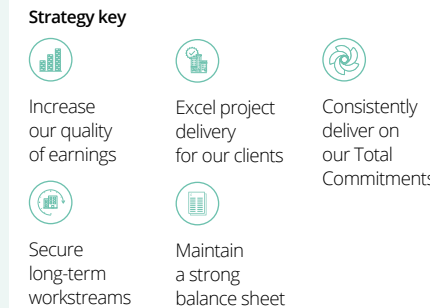 Strategy key
Increase
our quality
of earnings
Excel project
delivery
for our clients
Consistently
deliver on
our Total
Commitments
Secure
long-term
workstreams
Maintain
a strong
balance sheet